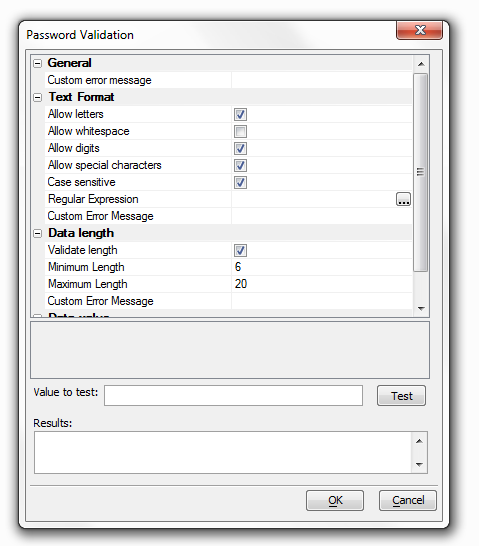 Password Validation
General
Custom error message
Text Format
Allow letters
Allow whitespace
Allow digits
Allow special characters
Case sensitive
Regular Expression ...
Custom Error Message
Data length
Validate length
Minimum Length 6
Maximum Length 20
Custom Error Message
Data value
Value to test: Test
Results:
OK Cancel